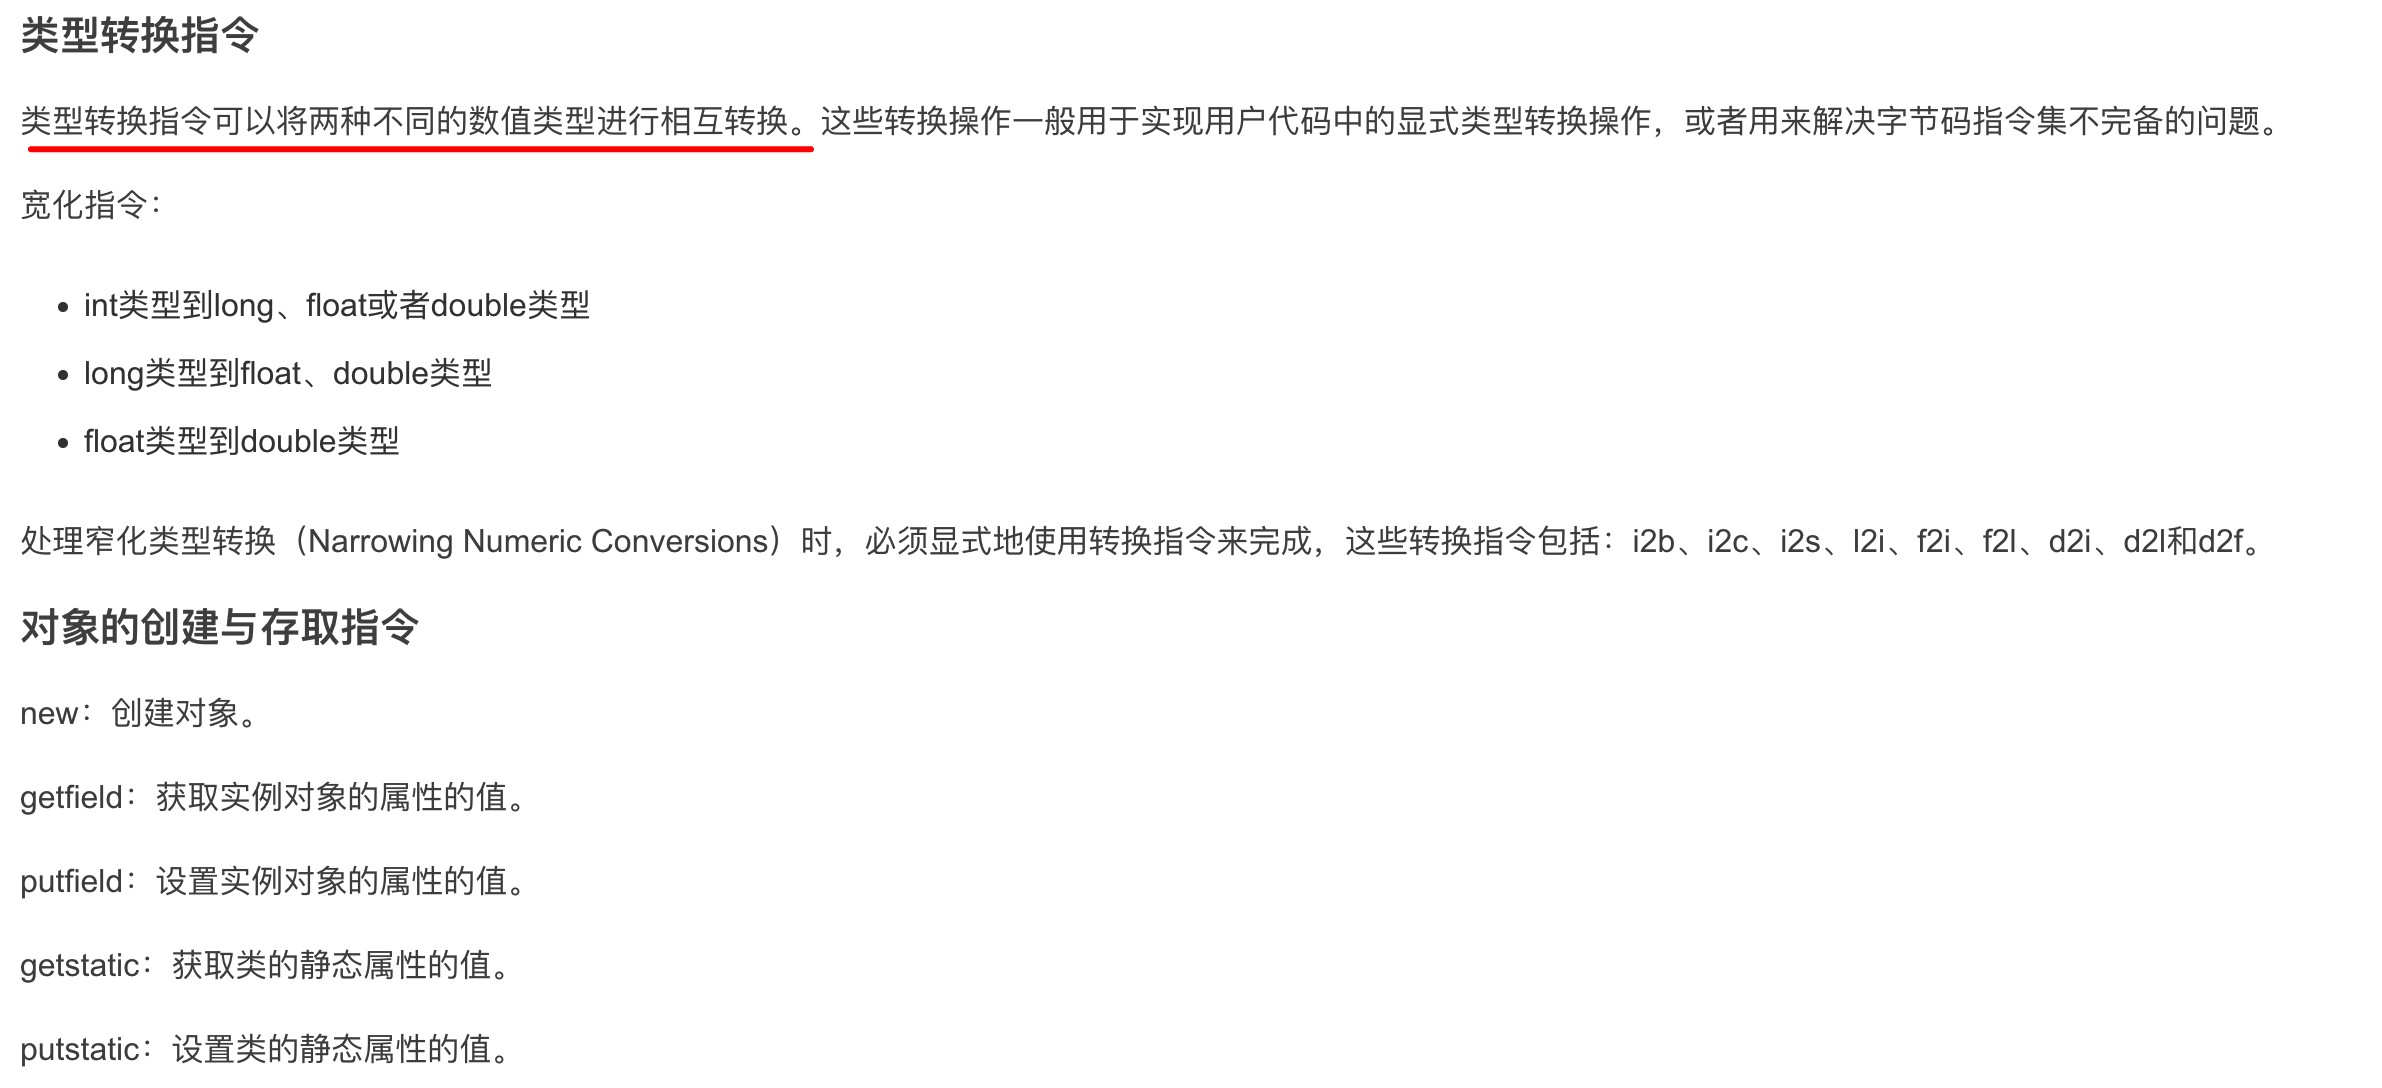 类型转换指令
类型转换指令可以将两种不同的数值类型进行相互转换。这些转换操作一般用于实现用户代码中的显式类型转换操作，或者用来解决字节码指令集不完备的问题。
宽化指令：
• int类型到long、float或者double类型
• long类型到float、double类型
• float类型到double类型
处理窄化类型转换（Narrowing Numeric Conversions）时，必须显式地使用转换指令来完成，这些转换指令包括：i2b、i2c、i2s、l2i、f2i、f2l、d2i、d2l和d2f。
对象的创建与存取指令
new：创建对象。
getfield：获取实例对象的属性的值。
putfield：设置实例对象的属性的值。
getstatic：获取类的静态属性的值。
putstatic：设置类的静态属性的值。